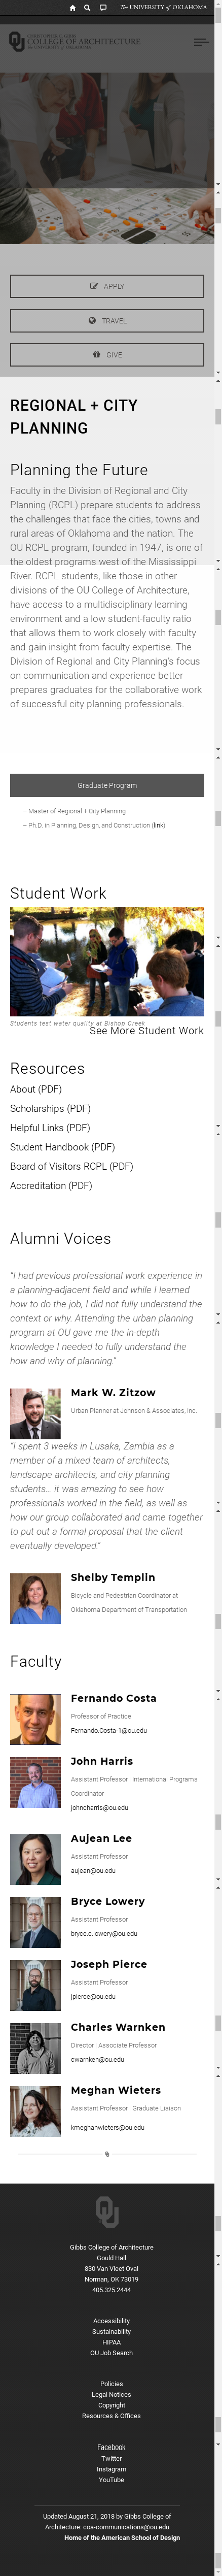 The UNIVERSITY of OKLAHOMA
CHRISTOPHER C. GIBBS
COLLEGE OF ARCHITECTURE
The UNIVERSITY of OKLAHOMA
APPLY
TRAVEL
GIVE
REGIONAL + CITY
PLANNING
Planning the Future
Faculty in the Division of Regional and City
Planning (RCPL) prepare students to address
the challenges that face the cities, towns and
rural areas of Oklahoma and the nation. The
OU RCPL program, founded in 1947, is one of
the oldest programs west of the Mississippi
River. RCPL students, like those in other
divisions of the OU College of Architecture,
have access to a multidisciplinary learning
environment and a low student-faculty ratio
that allows them to work closely with faculty
and gain insight from faculty expertise. The
Division of Regional and City Planning's focus
on communication and experience better
prepares graduates for the collaborative work
of successful city planning professionals.
Graduate Program
– Master of Regional + City Planning
– Ph.D. in Planning, Design, and Construction (link)
Student Work
Students test water quality at Bishop Creek
See More Student Work
Resources
About (PDF)
Scholarships (PDF)
Helpful Links (PDF)
Student Handbook (PDF)
Board of Visitors RCPL (PDF)
Accreditation (PDF)
Alumni Voices
"I had previous professional work experience in
a planning-adjacent field and while I learned
how to do the job, I did not fully understand the
context or why. Attending the urban planning
program at OU gave me the in-depth
knowledge I needed to fully understand the
how and why of planning."
Mark W. Zitzow
Urban Planner at Johnson & Associates, Inc.
"I spent 3 weeks in Lusaka, Zambia as a
member of a mixed team of architects,
landscape architects, and city planning
students… it was amazing to see how
professionals worked in the field, as well as
how our group collaborated and came together
to put out a formal proposal that the client
eventually developed."
Shelby Templin
Bicycle and Pedestrian Coordinator at
Oklahoma Department of Transportation
Faculty
Fernando Costa
Professor of Practice
Fernando.Costa-1@ou.edu
John Harris
Assistant Professor | International Programs
Coordinator
johncharris@ou.edu
Aujean Lee
Assistant Professor
aujean@ou.edu
Bryce Lowery
Assistant Professor
bryce.c.lowery@ou.edu
Joseph Pierce
Assistant Professor
jpierce@ou.edu
Charles Warnken
Director | Associate Professor
cwarnken@ou.edu
Meghan Wieters
Assistant Professor | Graduate Liaison
kmeghanwieters@ou.edu
Gibbs College of Architecture
Gould Hall
830 Van Vleet Oval
Norman, OK 73019
405.325.2444
Accessibility
Sustainability
HIPAA
OU Job Search
Policies
Legal Notices
Copyright
Resources & Offices
Facebook
Twitter
Instagram
YouTube
Updated August 21, 2018 by Gibbs College of
Architecture: coa-communications@ou.edu
Home of the American School of Design